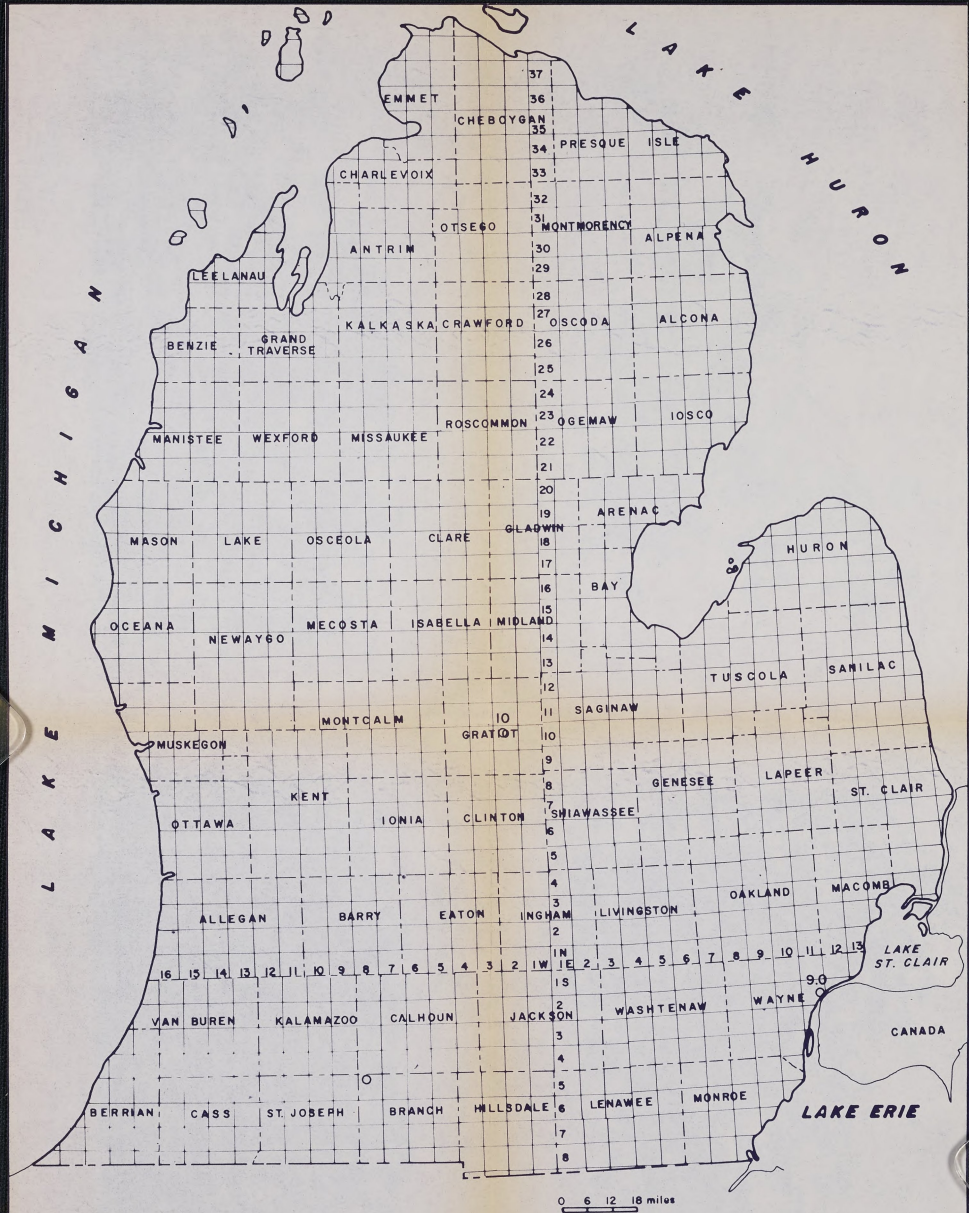 LAKE HURON
LAKE MICHIGAN
37
EMMET
36
CHEBOYGAN
35
PRESQUE ISLE
34
CHARLEVOIX
33
32
31
OTSEGO
MONTMORENCY
ALPENA
ANTRIM
30
29
LEELANAU
28
27
KALKASKA
CRAWFORD
OSCODA
ALCONA
BENZIE
GRAND
TRAVERSE
26
25
24
23
ROSCOMMON
OGEMAW
IOSCO
MANISTEE
WEXFORD
MISSAUKEE
22
21
20
19
ARENAC
GLADWIN
18
MASON
LAKE
OSCEOLA
CLARE
HURON
17
16
BAY
15
OCEANA
NEWAYGO
MECOSTA
ISABELLA
MIDLAND
14
13
TUSCOLA
SANILAC
12
11
SAGINAW
MONTCALM
10
GRATIOT
10
MUSKEGON
9
8
GENESEE
LAPEER
ST. CLAIR
KENT
7
OTTAWA
IONIA
CLINTON
SHIAWASSEE
6
5
4
3
OAKLAND
MACOMB
ALLEGAN
BARRY
EATON
INGHAM
LIVINGSTON
2
1N
LAKE
ST. CLAIR
16 15 14 13 12 11 10 9 8 7 6 5 4 3 2 1W 1E 2 3 4 5 6 7 8 9 10 11 12 13
1S
9.0
2
VAN BUREN
KALAMAZOO
CALHOUN
JACKSON
WASHTENAW
WAYNE
3
CANADA
4
5
BERRIAN
CASS
ST. JOSEPH
BRANCH
HILLSDALE
6
LENAWEE
MONROE
LAKE ERIE
7
8
0 6 12 18 miles